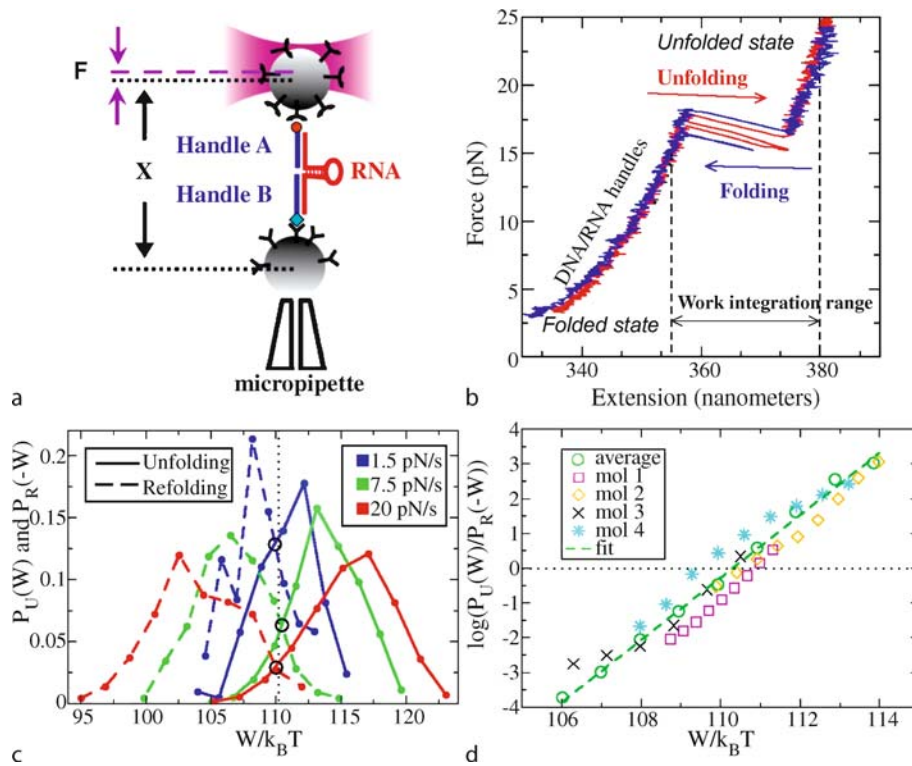 F
X
Handle A
Handle B
RNA
micropipette
a
Force (pN)
25
20
15
10
5
0
Unfolded state
Unfolding
Folding
DNA/RNA handles
Work integration range
Folded state
340 360 380
Extension (nanometers)
b
P_U(W) and P_R(-W)
0.2
0.15
0.1
0.05
0
Unfolding
Refolding
1.5 pN/s
7.5 pN/s
20 pN/s
95 100 105 110 115 120
W/k_BT
c
log(P_U(W)/P_R(-W))
4
3
2
1
0
-1
-2
-3
-4
average
mol 1
mol 2
mol 3
mol 4
fit
106 108 110 112 114
W/k_BT
d